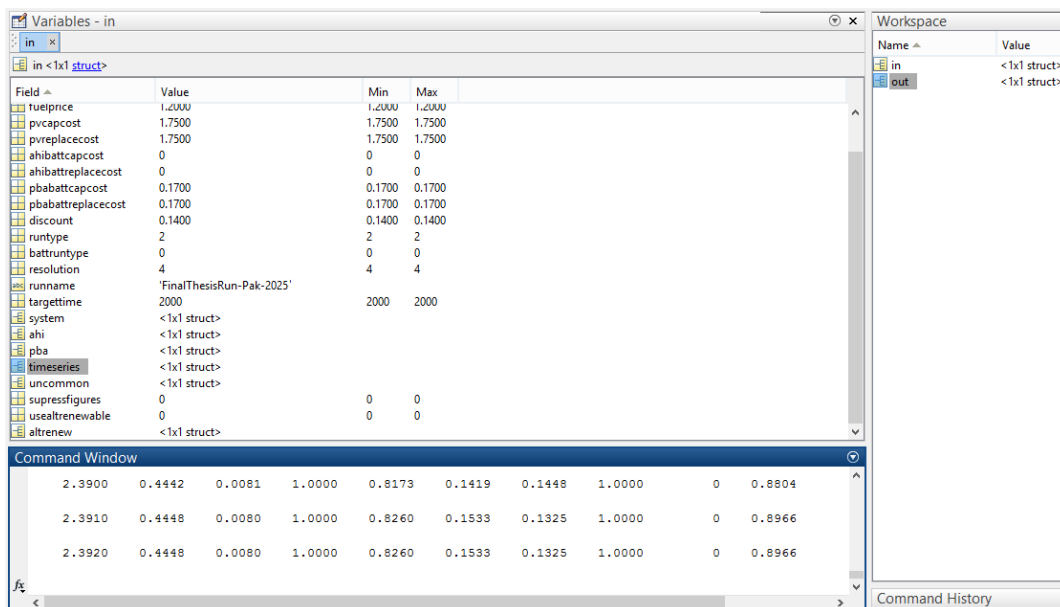 Variables - in
in
in <1x1 struct>
Field Value Min Max
fuelprice 1.2000 1.2000 1.2000
pvcapcost 1.7500 1.7500 1.7500
pvreplacecost 1.7500 1.7500 1.7500
ahibattcapcost 0 0 0
ahibattreplacecost 0 0 0
pbabattcapcost 0.1700 0.1700 0.1700
pbabattreplacecost 0.1700 0.1700 0.1700
discount 0.1400 0.1400 0.1400
runtype 2 2 2
battruntype 0 0 0
resolution 4 4 4
abc runname 'FinalThesisRun-Pak-2025'
targettime 2000 2000 2000
system <1x1 struct>
ahi <1x1 struct>
pba <1x1 struct>
timeseries <1x1 struct>
uncommon <1x1 struct>
supressfigures 0 0 0
usealtrenewable 0 0 0
altrenew <1x1 struct>
Command Window
2.3900 0.4442 0.0081 1.0000 0.8173 0.1419 0.1448 1.0000 0 0.8804
2.3910 0.4448 0.0080 1.0000 0.8260 0.1533 0.1325 1.0000 0 0.8966
2.3920 0.4448 0.0080 1.0000 0.8260 0.1533 0.1325 1.0000 0 0.8966
fx
Workspace
Name Value
in <1x1 struct>
out <1x1 struct>
Command History